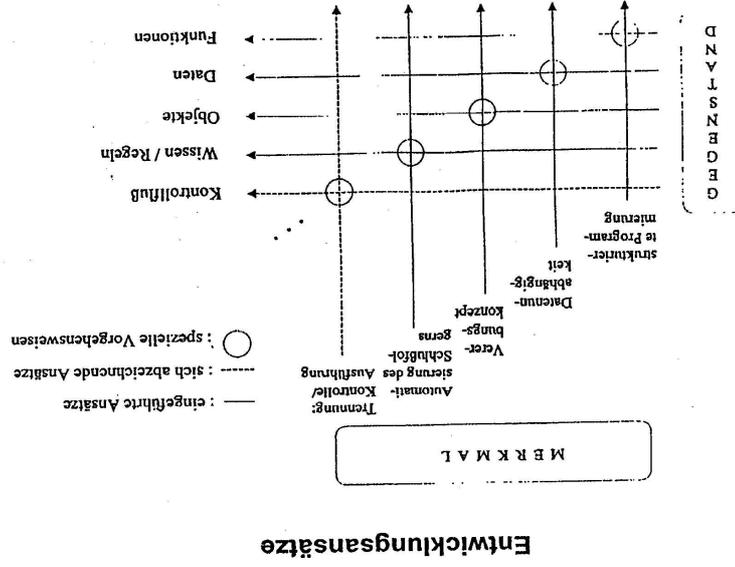 Entwicklungsansätze
MERKMAL
——— : eingeführte Ansätze
------- : sich abzeichnende Ansätze
: spezielle Vorgehensweisen
strukturier-
te Program-
mierung
Datenun-
abhängig-
keit
Verer-
bungs-
konzept
Automati-
sierung des
Schlußfol-
gerns
Trennung:
Kontrolle/
Ausführung
GEGENSTAND
Kontrollfluß
Wissen / Regeln
Objekte
Daten
Funktionen